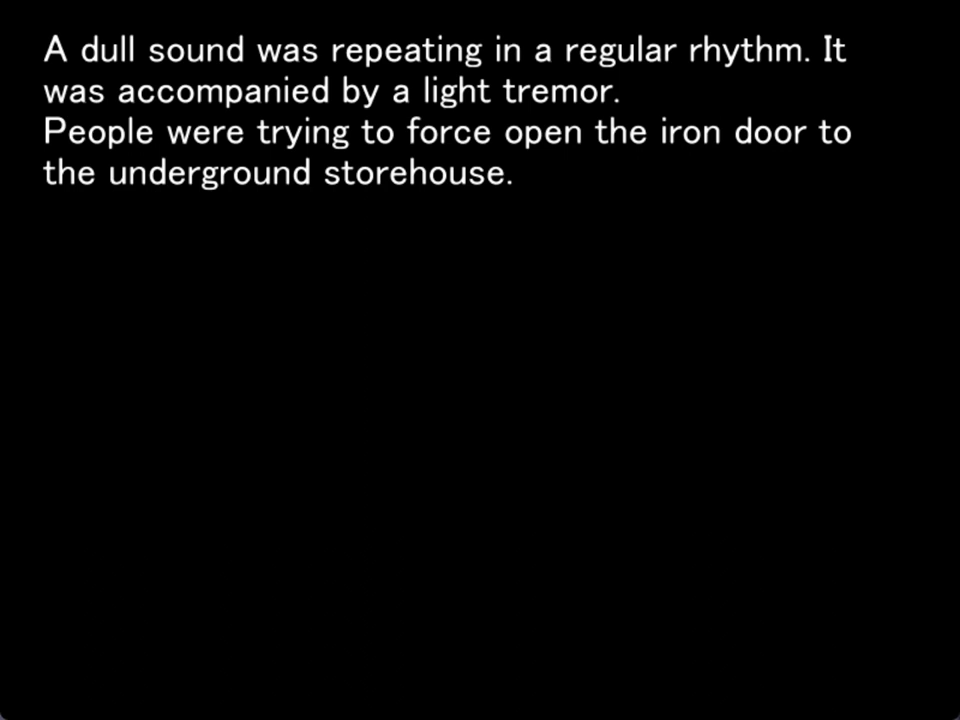 A dull sound was repeating in a regular rhythm. It
was accompanied by a light tremor.
People were trying to force open the iron door to
the underground storehouse.